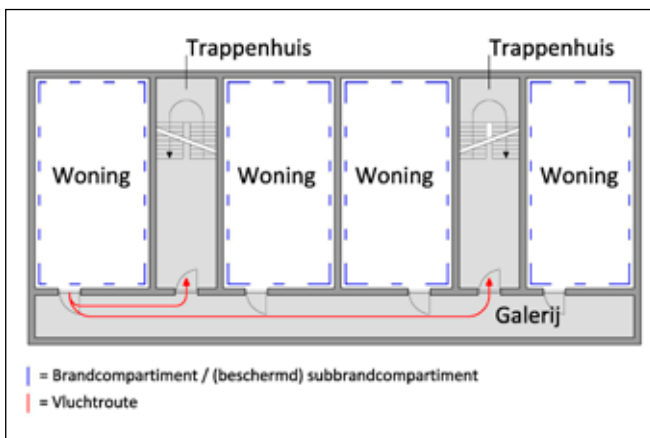 Trappenhuis
Trappenhuis
Woning
Woning
Woning
Woning
Galerij
= Brandcompartiment / (beschermd) subbrandcompartiment
= Vluchtroute